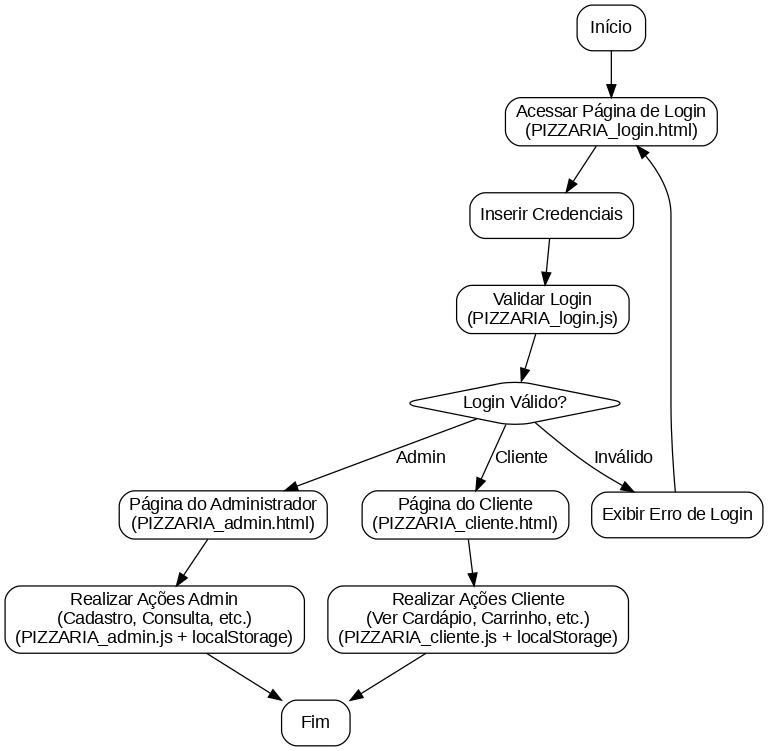 Início
Acessar Página de Login
(PIZZARIA_login.html)
Inserir Credenciais
Validar Login
(PIZZARIA_login.js)
Login Válido?
Admin
Cliente
Inválido
Página do Administrador
(PIZZARIA_admin.html)
Página do Cliente
(PIZZARIA_cliente.html)
Exibir Erro de Login
Realizar Ações Admin
(Cadastro, Consulta, etc.)
(PIZZARIA_admin.js + localStorage)
Realizar Ações Cliente
(Ver Cardápio, Carrinho, etc.)
(PIZZARIA_cliente.js + localStorage)
Fim